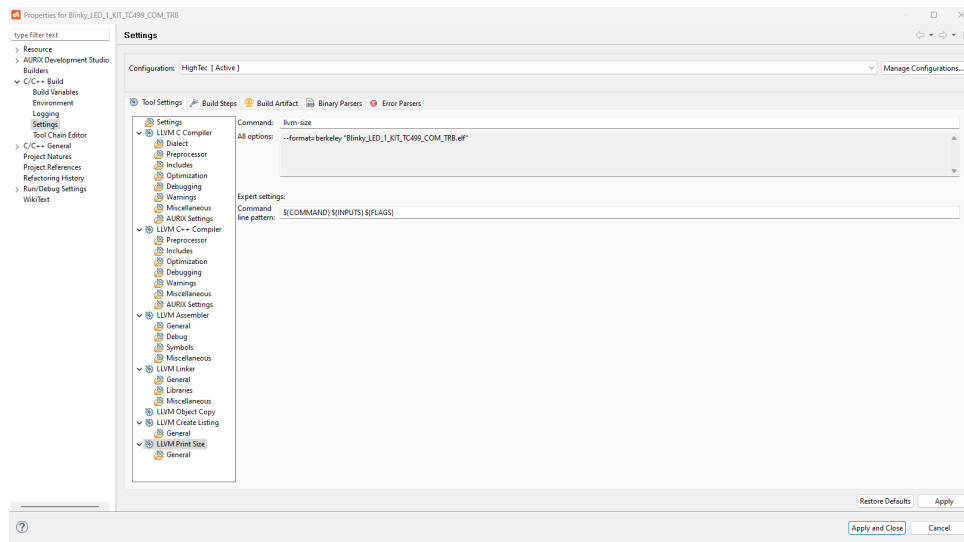 Properties for Blinky_LED_1_KIT_TC499_COM_TRB
type filter text
Resource
AURIX Development Studio
Builders
C/C++ Build
Build Variables
Environment
Logging
Settings
Tool Chain Editor
C/C++ General
Project Natures
Project References
Refactoring History
Run/Debug Settings
WikiText
Settings
Configuration: HighTec [ Active ]
Manage Configurations...
Tool Settings Build Steps Build Artifact Binary Parsers Error Parsers
Settings
LLVM C Compiler
Dialect
Preprocessor
Includes
Optimization
Debugging
Warnings
Miscellaneous
AURIX Settings
LLVM C++ Compiler
Preprocessor
Includes
Optimization
Debugging
Warnings
Miscellaneous
AURIX Settings
LLVM Assembler
General
Debug
Symbols
Miscellaneous
LLVM Linker
General
Libraries
Miscellaneous
LLVM Object Copy
LLVM Create Listing
General
LLVM Print Size
General
Command: llvm-size
All options: --format=berkeley "Blinky_LED_1_KIT_TC499_COM_TRB.elf"
Expert settings:
Command
line pattern: ${COMMAND} ${INPUTS} ${FLAGS}
Restore Defaults Apply
Apply and Close Cancel